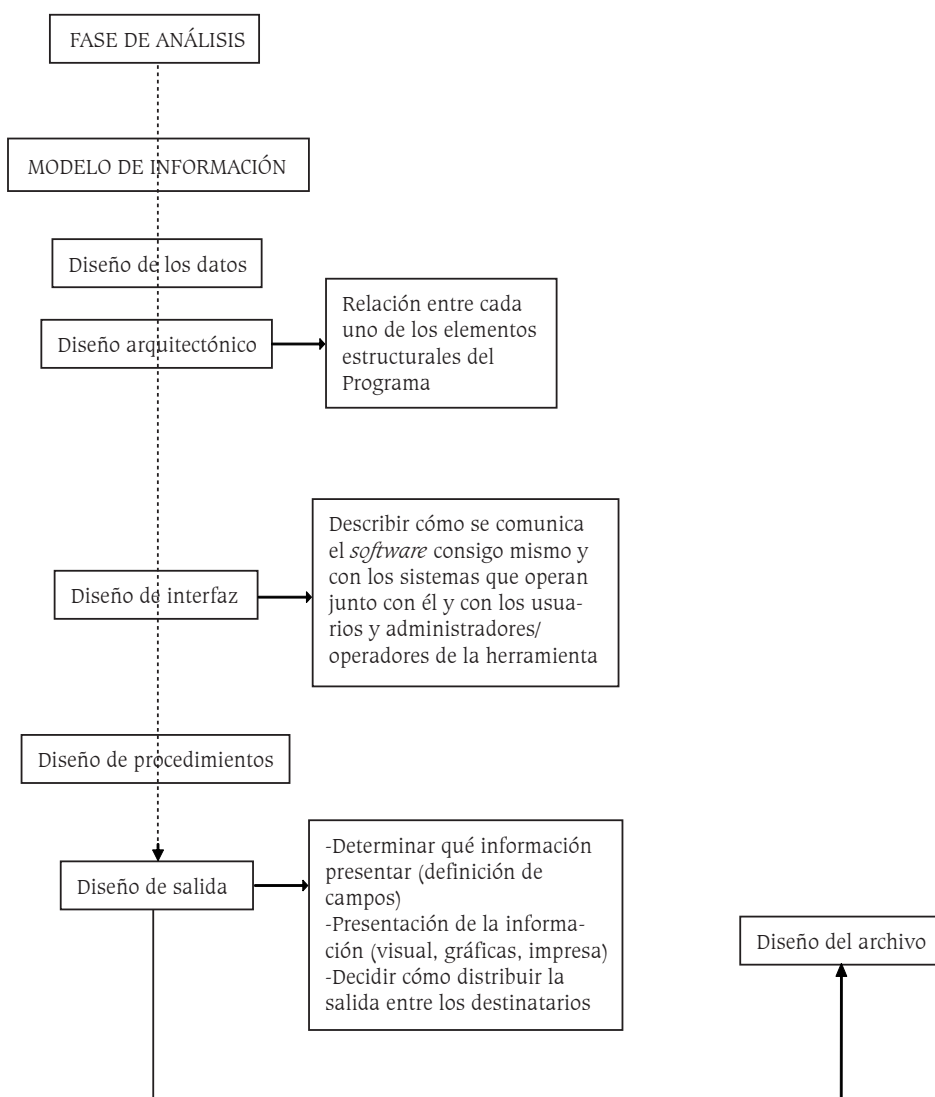 FASE DE ANÁLISIS
MODELO DE INFORMACIÓN
Diseño de los datos
Diseño arquitectónico
Relación entre cada
uno de los elementos
estructurales del
Programa
Diseño de interfaz
Describir cómo se comunica
el software consigo mismo y
con los sistemas que operan
junto con él y con los usua-
rios y administradores/
operadores de la herramienta
Diseño de procedimientos
Diseño de salida
-Determinar qué información
presentar (definición de
campos)
-Presentación de la informa-
ción (visual, gráficas, impresa)
-Decidir cómo distribuir la
salida entre los destinatarios
Diseño del archivo